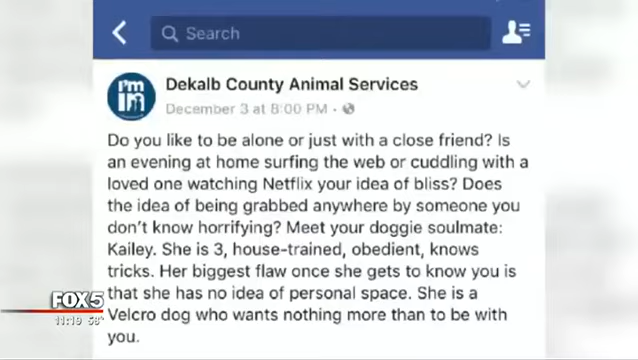 Search
I'm
in
Dekalb County Animal Services
December 3 at 8:00 PM ·
Do you like to be alone or just with a close friend? Is
an evening at home surfing the web or cuddling with a
loved one watching Netflix your idea of bliss? Does
the idea of being grabbed anywhere by someone you
don't know horrifying? Meet your doggie soulmate:
Kailey. She is 3, house-trained, obedient, knows
tricks. Her biggest flaw once she gets to know you is
that she has no idea of personal space. She is a
Velcro dog who wants nothing more than to be with
you.
FOX 5
11:19 58°